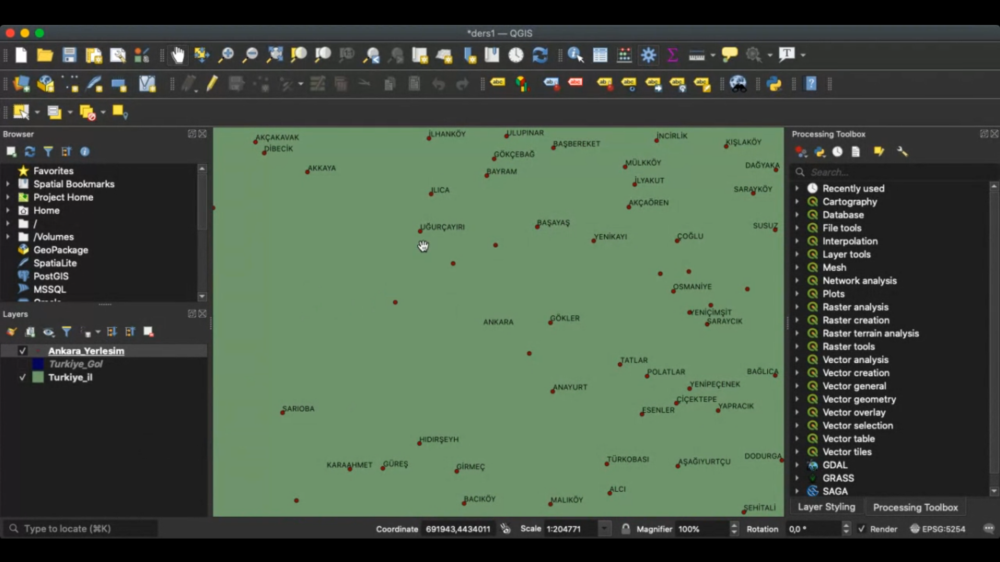 *ders1 — QGIS
Browser
Favorites
Spatial Bookmarks
Project Home
Home
/
/Volumes
GeoPackage
SpatiaLite
PostGIS
MSSQL
Layers
Ankara_Yerlesim
Turkiye_Gol
Turkiye_il
AKÇAKAVAK
DİBECİK
AKKAYA
İLHANKÖY
ULUPINAR
BAŞBEREKET
GÖKÇEBAĞ
BAYRAM
ILICA
İNCİRLİK
KIŞLAKÖY
MÜLKKÖY
DAĞYAKA
İLYAKUT
SARAYKÖY
AKÇAÖREN
UĞURÇAYIRI
BAŞAYAŞ
SUSUZ
YENİKAYI
ÇOĞLU
OSMANİYE
YENİÇİMŞİT
SARAYCIK
ANKARA
GÖKLER
TATLAR
POLATLAR
BAĞLICA
YENİPEÇENEK
ANAYURT
ÇİÇEKTEPE
YAPRACIK
ESENLER
SARIOBA
HIDIRŞEYH
KARAAHMET
GÜREŞ
GİRMEÇ
TÜRKOBASI
AŞAĞIYURTÇU
DODURGA
BACIKÖY
MALIKÖY
ALCI
ŞEHİTALİ
Processing Toolbox
Search...
Recently used
Cartography
Database
File tools
Interpolation
Layer tools
Mesh
Network analysis
Plots
Raster analysis
Raster creation
Raster terrain analysis
Raster tools
Vector analysis
Vector creation
Vector general
Vector geometry
Vector overlay
Vector selection
Vector table
Vector tiles
GDAL
GRASS
SAGA
Layer Styling Processing Toolbox
Type to locate (⌘K) Coordinate 691943,4434011 Scale 1:204771 Magnifier 100% Rotation 0,0 ° Render EPSG:5254